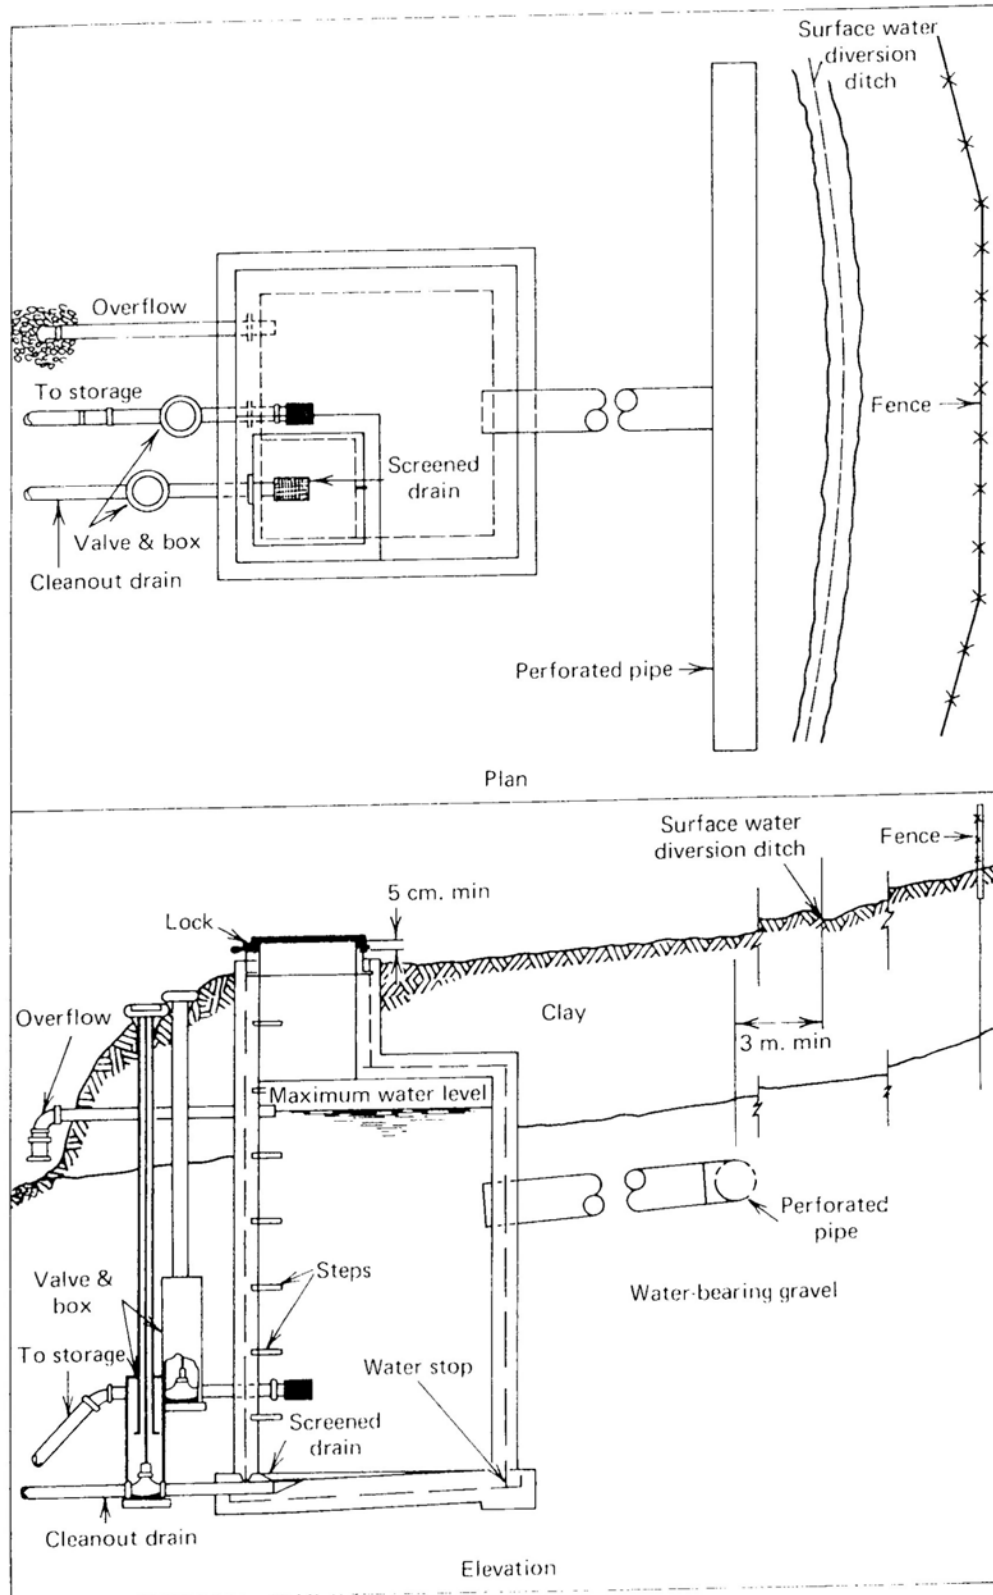 Surface water
diversion
ditch
Overflow
To storage
Fence
Screened
drain
Valve & box
Cleanout drain
Perforated pipe
Plan
Surface water
diversion ditch
Fence
5 cm. min
Lock
Overflow
Clay
3 m. min
Maximum water level
Perforated
pipe
Steps
Valve &
box
Water-bearing gravel
To storage
Water stop
Screened
drain
Cleanout drain
Elevation